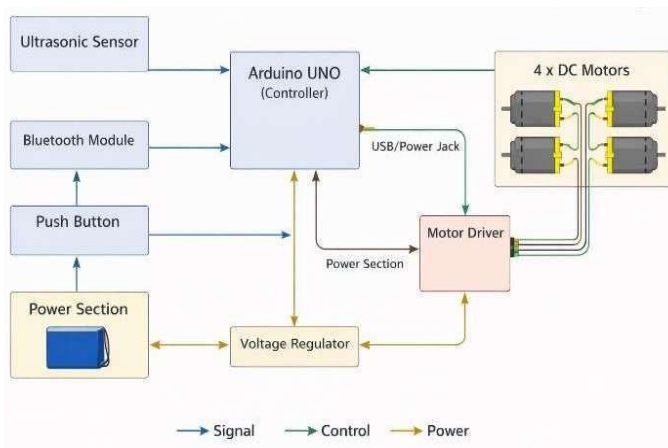 Ultrasonic Sensor
Arduino UNO
(Controller)
4 x DC Motors
Bluetooth Module
USB/Power Jack
Push Button
Motor Driver
Power Section
Power Section
Voltage Regulator
Signal
Control
Power